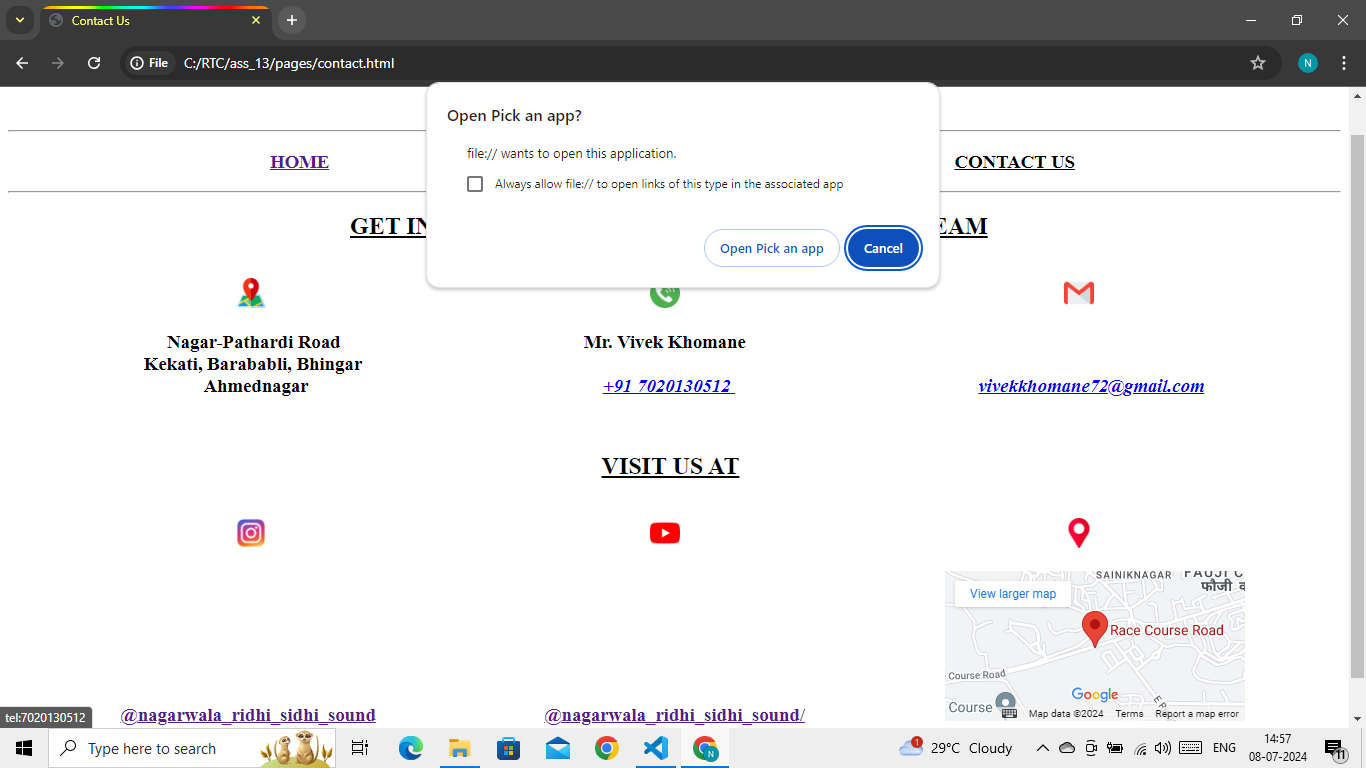 Contact Us
File C:/RTC/ass_13/pages/contact.html N
Open Pick an app?
file:// wants to open this application.
Always allow file:// to open links of this type in the associated app
Open Pick an app Cancel
HOME CONTACT US
GET IN EAM
Nagar-Pathardi Road
Kekati, Barababli, Bhingar
Ahmednagar
Mr. Vivek Khomane
+91 7020130512
vivekkhomane72@gmail.com
VISIT US AT
SAINIKNAGAR FAUJI C
फौजी क
View larger map
Race Course Road
Course Road
Course
Google
Map data ©2024 Terms Report a map error
tel:7020130512
@nagarwala_ridhi_sidhi_sound @nagarwala_ridhi_sidhi_sound/
Type here to search N 1 29°C Cloudy ENG 14:57
08-07-2024 11